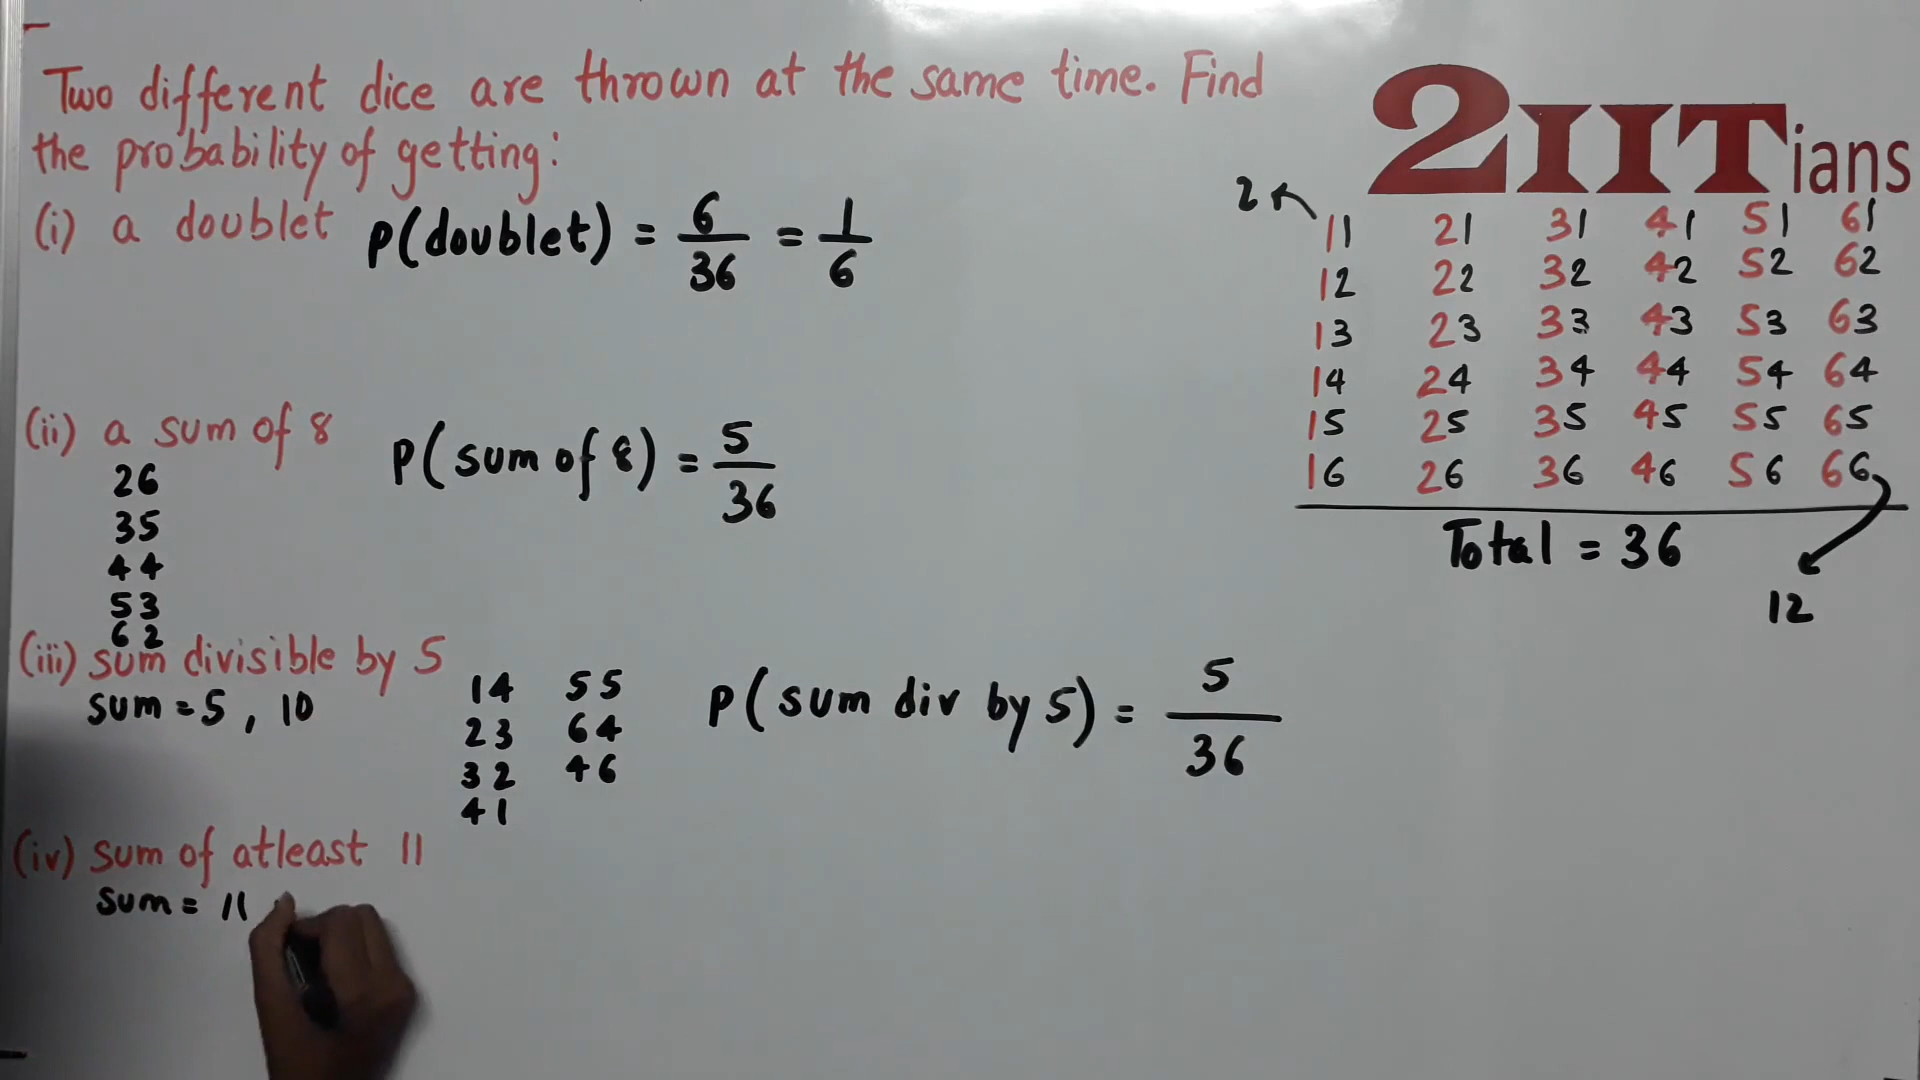 Two different dice are thrown at the same time. Find
the probability of getting:
(i) a doublet P(doublet) = 6/36 = 1/6
(ii) a sum of 8 P(sum of 8) = 5/36
26
35
44
53
62
(iii) sum divisible by 5
sum = 5, 10
14 55
23 64
32 46
41
P(sum div by 5) = 5/36
(iv) sum of atleast 11
sum = 11
2IITians
2
11 21 31 41 51 61
12 22 32 42 52 62
13 23 33 43 53 63
14 24 34 44 54 64
15 25 35 45 55 65
16 26 36 46 56 66
Total = 36
12